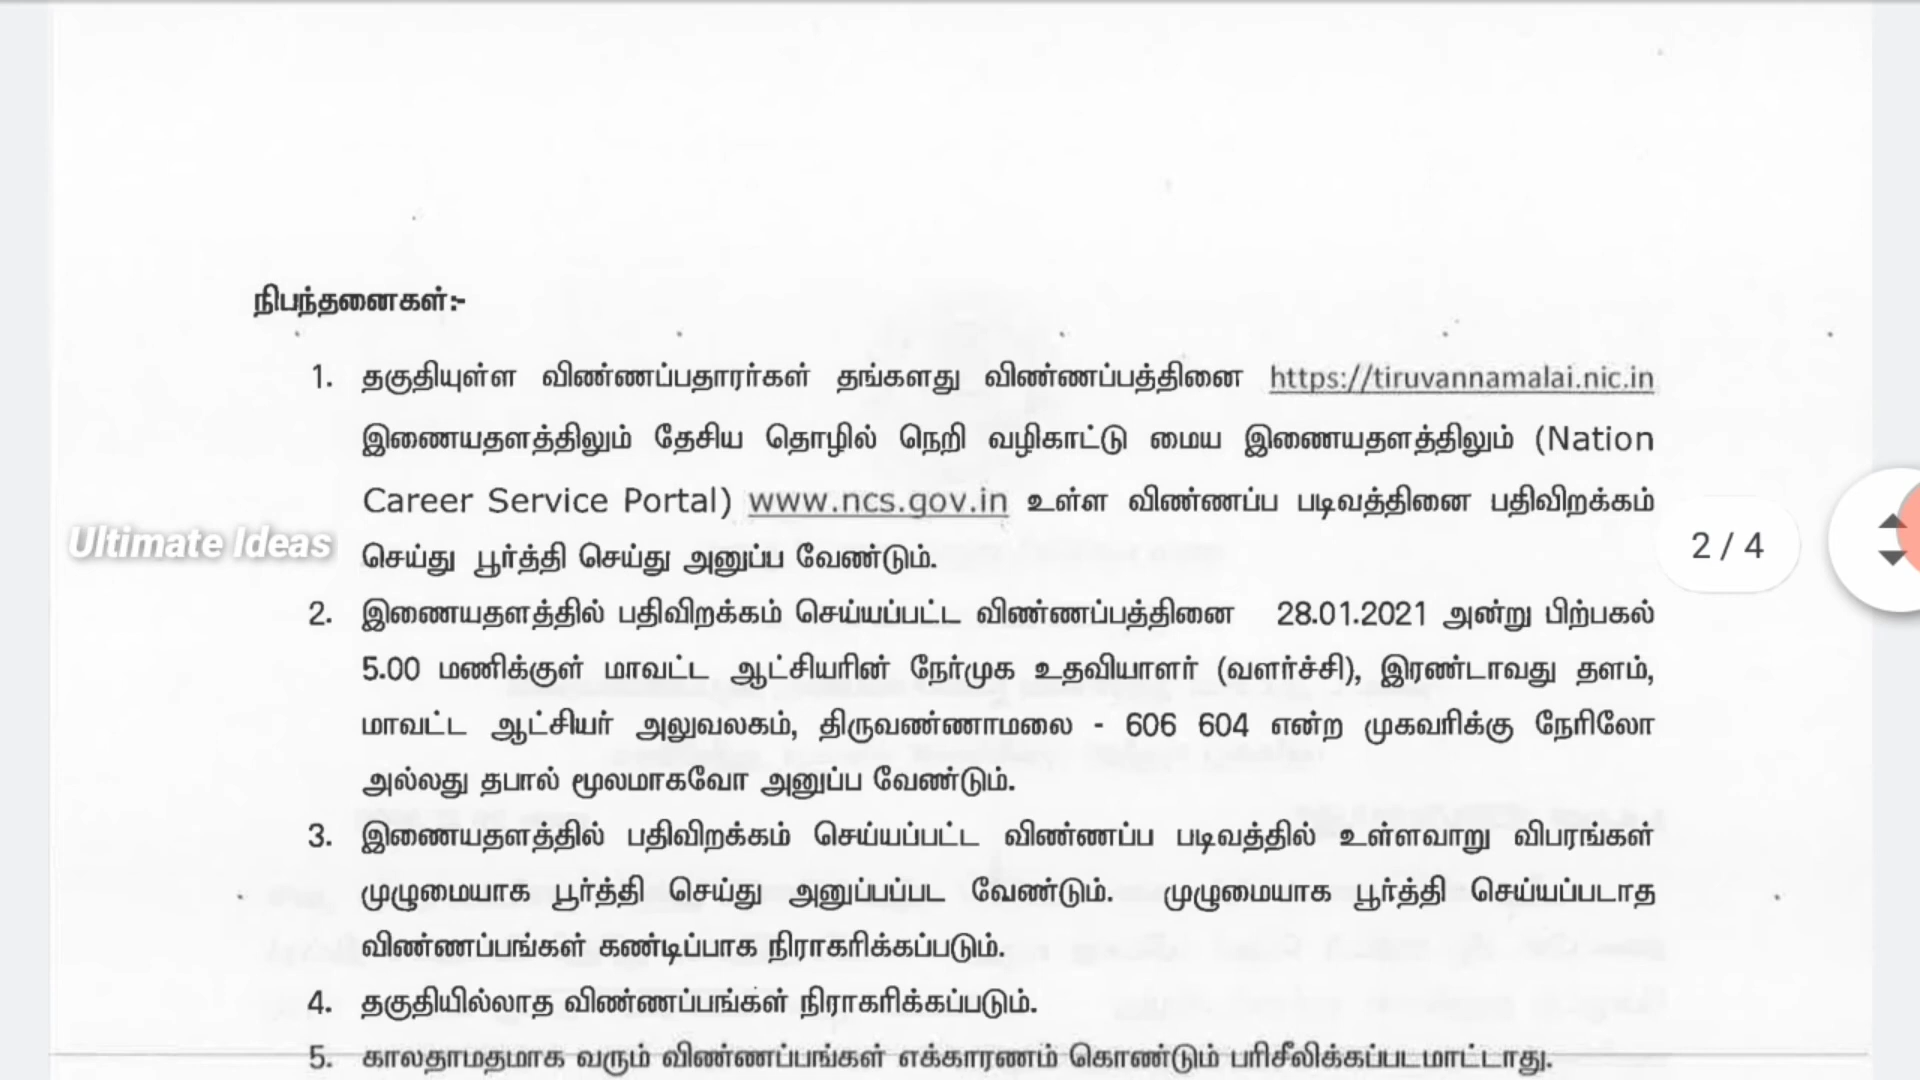 நிபந்தனைகள்:-
1. தகுதியுள்ள விண்ணப்பதாரர்கள் தங்களது விண்ணப்பத்தினை https://tiruvannamalai.nic.in
இணையதளத்திலும் தேசிய தொழில் நெறி வழிகாட்டு மைய இணையதளத்திலும் (Nation
Career Service Portal) www.ncs.gov.in உள்ள விண்ணப்ப படிவத்தினை பதிவிறக்கம்
Ultimate Ideas
2 / 4
செய்து பூர்த்தி செய்து அனுப்ப வேண்டும்.
2. இணையதளத்தில் பதிவிறக்கம் செய்யப்பட்ட விண்ணப்பத்தினை 28.01.2021 அன்று பிற்பகல்
5.00 மணிக்குள் மாவட்ட ஆட்சியரின் நேர்முக உதவியாளர் (வளர்ச்சி), இரண்டாவது தளம்,
மாவட்ட ஆட்சியர் அலுவலகம், திருவண்ணாமலை - 606 604 என்ற முகவரிக்கு நேரிலோ
அல்லது தபால் மூலமாகவோ அனுப்ப வேண்டும்.
3. இணையதளத்தில் பதிவிறக்கம் செய்யப்பட்ட விண்ணப்ப படிவத்தில் உள்ளவாறு விபரங்கள்
முழுமையாக பூர்த்தி செய்து அனுப்பப்பட வேண்டும். முழுமையாக பூர்த்தி செய்யப்படாத
விண்ணப்பங்கள் கண்டிப்பாக நிராகரிக்கப்படும்.
4. தகுதியில்லாத விண்ணப்பங்கள் நிராகரிக்கப்படும்.
5. காலதாமதமாக வரும் விண்ணப்பங்கள் எக்காரணம் கொண்டும் பரிசீலிக்கப்படமாட்டாது.